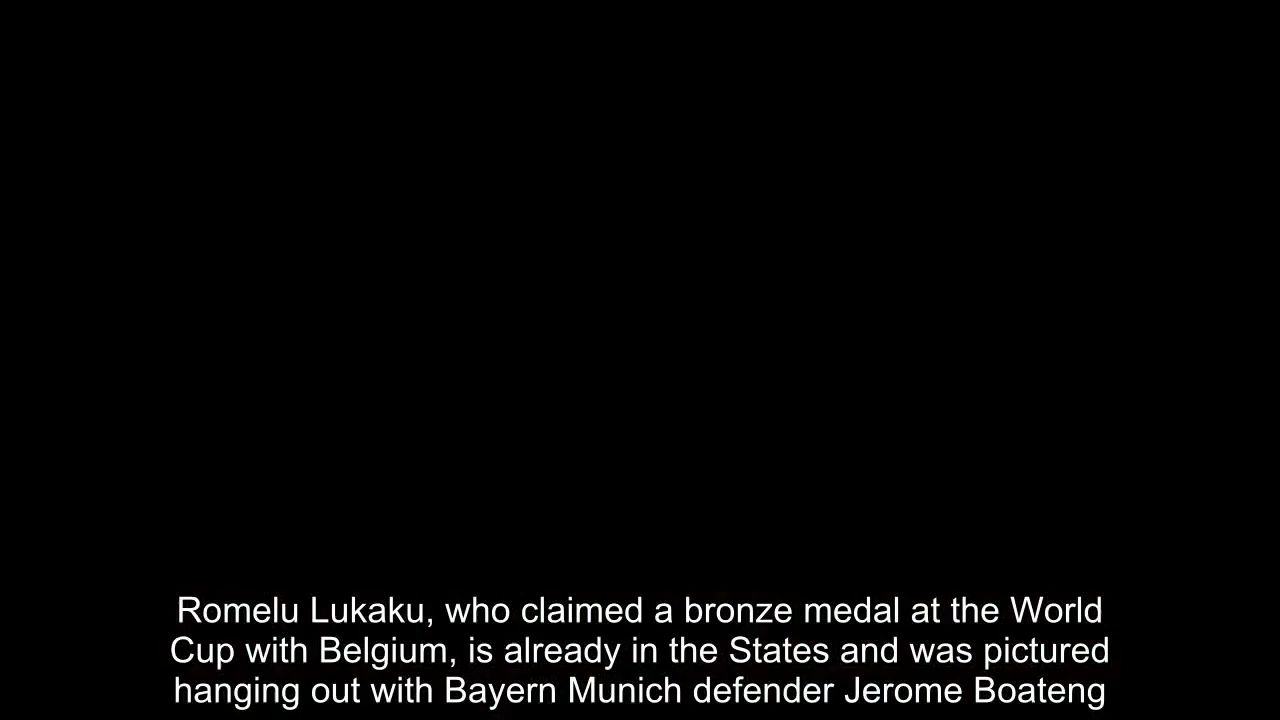 Romelu Lukaku, who claimed a bronze medal at the World
Cup with Belgium, is already in the States and was pictured
hanging out with Bayern Munich defender Jerome Boateng